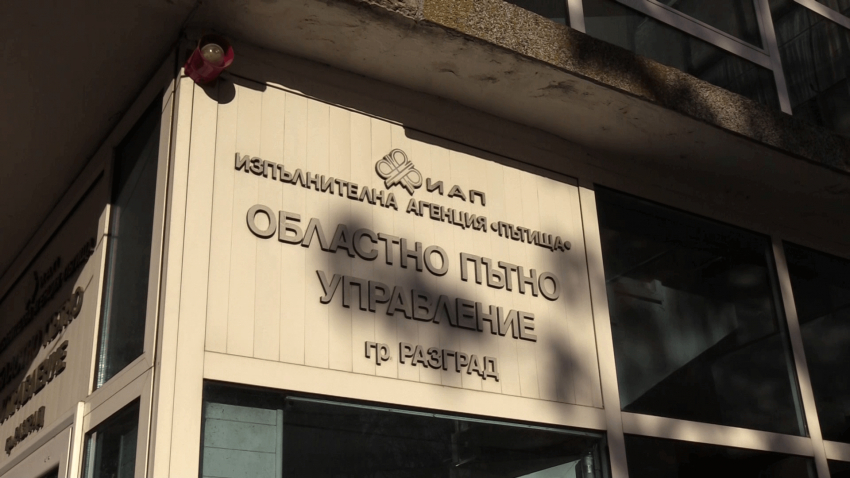 ИАП
ИЗПЪЛНИТЕЛНА АГЕНЦИЯ «ПЪТИЩА»
ОБЛАСТНО ПЪТНО
УПРАВЛЕНИЕ
гр. РАЗГРАД